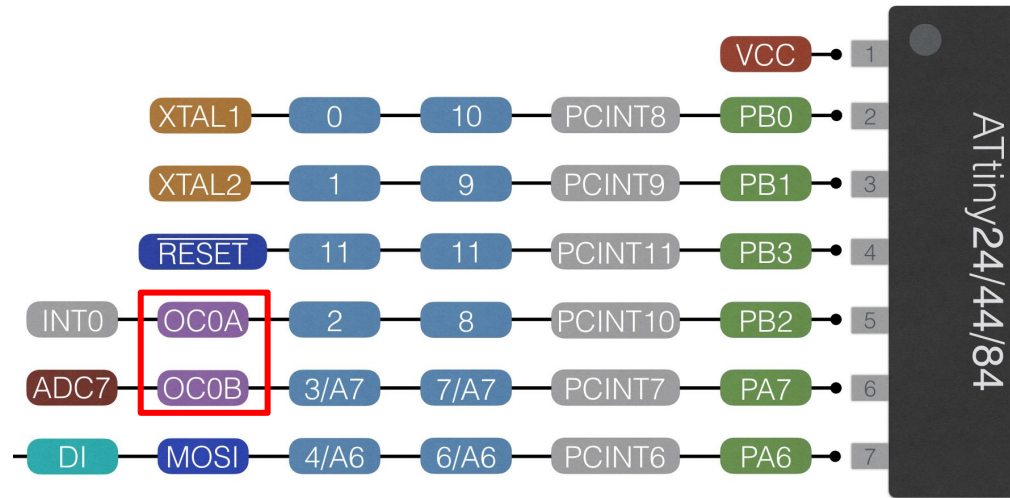 VCC 1
XTAL1 0 10 PCINT8 PB0 2
XTAL2 1 9 PCINT9 PB1 3
RESET 11 11 PCINT11 PB3 4
INT0 OC0A 2 8 PCINT10 PB2 5
ADC7 OC0B 3/A7 7/A7 PCINT7 PA7 6
DI MOSI 4/A6 6/A6 PCINT6 PA6 7
ATtiny24/44/84